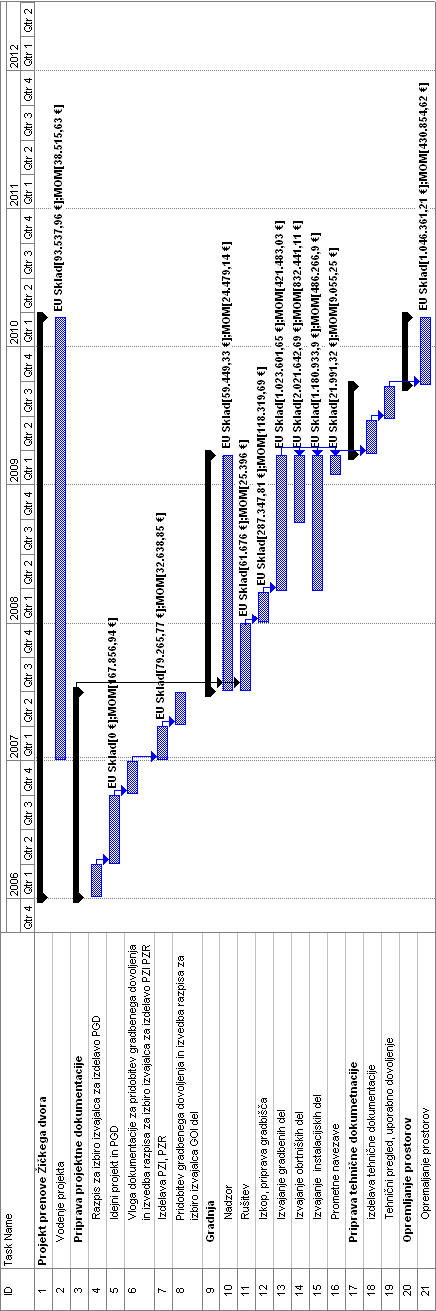 ID Task Name
2006 2007 2008 2009 2010 2011 2012
Qtr 4 Qtr 1 Qtr 2 Qtr 3 Qtr 4 Qtr 1 Qtr 2 Qtr 3 Qtr 4 Qtr 1 Qtr 2 Qtr 3 Qtr 4 Qtr 1 Qtr 2 Qtr 3 Qtr 4 Qtr 1 Qtr 2 Qtr 3 Qtr 4 Qtr 1 Qtr 2 Qtr 3 Qtr 4 Qtr 1 Qtr 2
1 Projekt prenove Žičkega dvora
2 Vodenje projekta EU Sklad[93.537,96 €];MOM[38.515,63 €]
3 Priprava projektne dokumentacije
4 Razpis za izbiro izvajalca za izdelavo PGD
5 Idejni projekt in PGD EU Sklad[0 €];MOM[167.856,94 €]
6 Vloga dokumentacije za pridobitev gradbenega dovoljenja
in izvedba razpisa za izbiro izvajalca za izdelavo PZI PZR
7 Izdelava PZI, PZR EU Sklad[79.265,77 €];MOM[32.638,85 €]
8 Pridobitev gradbenega dovoljenja in izvedba razpisa za
izbiro izvajalca GOI del
9 Gradnja
10 Nadzor EU Sklad[59.449,33 €];MOM[24.479,14 €]
11 Rušitev EU Sklad[61.676 €];MOM[25.396 €]
12 Izkop, priprava gradbišča EU Sklad[287.347,81 €];MOM[118.319,69 €]
13 Izvajanje gradbenih del EU Sklad[1.023.601,65 €];MOM[421.483,03 €]
14 Izvajanje obrtniških del EU Sklad[2.021.642,69 €];MOM[832.441,11 €]
15 Izvajanje instalacijskih del EU Sklad[1.180.933,9 €];MOM[486.266,9 €]
16 Prometne navezave EU Sklad[21.991,32 €];MOM[9.055,25 €]
17 Priprava tehnične dokumetnacije
18 izdelava tehnične dokumentacije
19 Tehnični pregled, uporabno dovoljenje
20 Opremljanje prostorov
21 Opremaljanje prostorov EU Sklad[1.046.361,21 €];MOM[430.854,62 €]